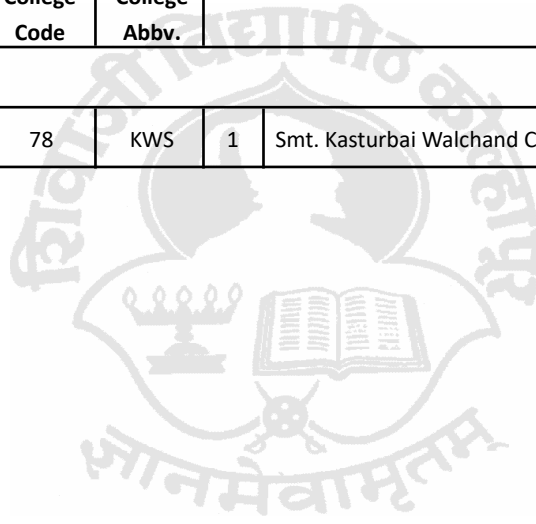 College College
Code Abbv.
78 KWS 1 Smt. Kasturbai Walchand C
शिवाजी विद्यापीठ कोल्हापूर
ज्ञानमेवामृतम्